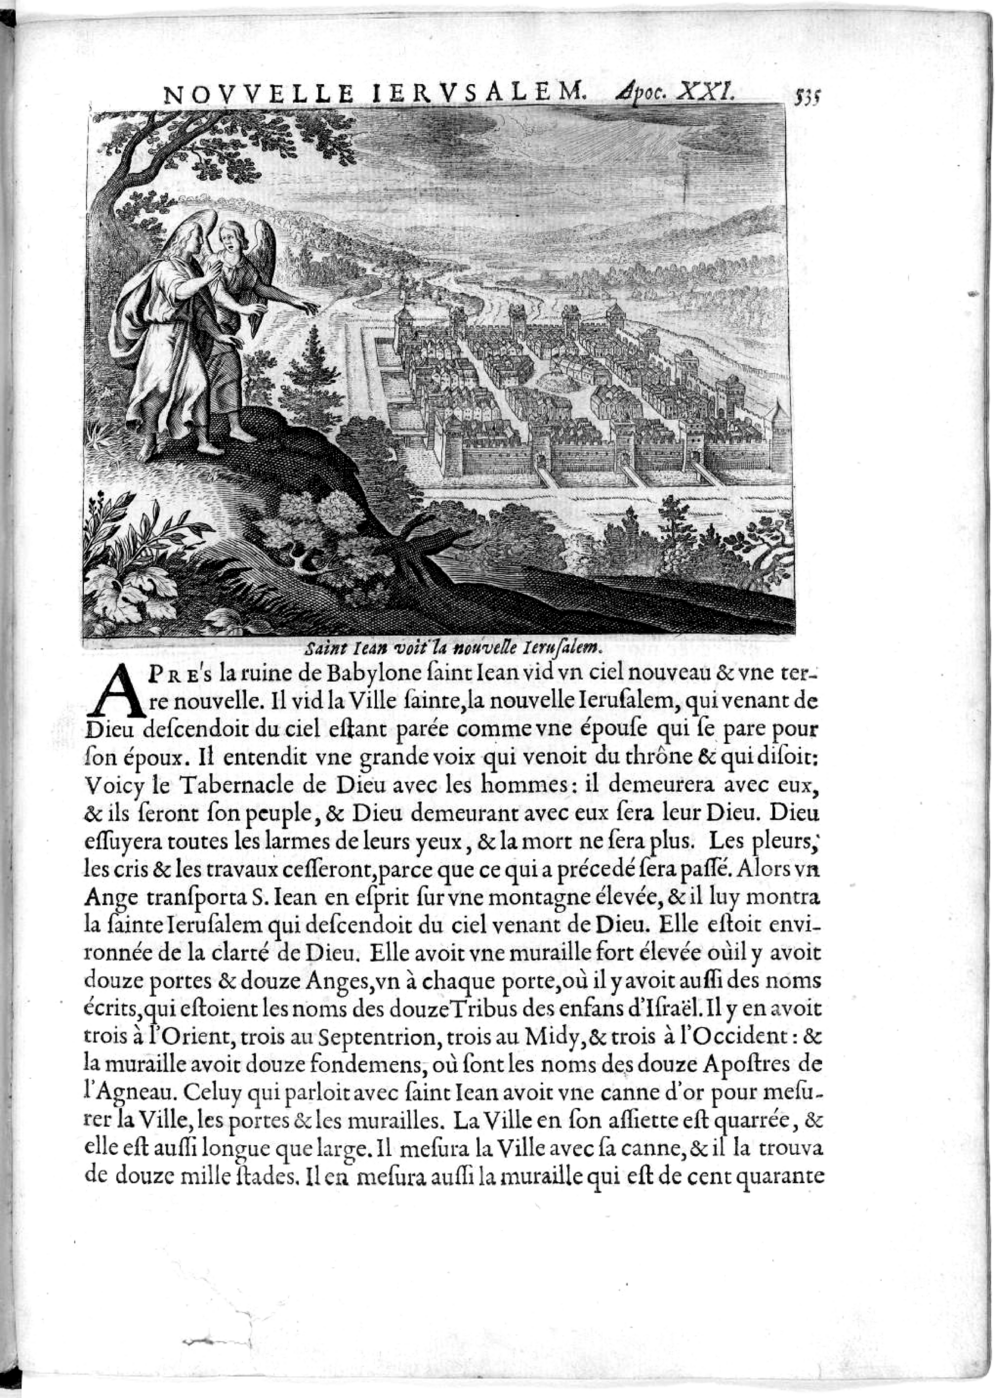 NOVVELLE IERVSALEM. Apoc. XXI. 535
Saint Iean voit la nouvelle Ieruſalem.
APRE's la ruine de Babylone ſaint Iean vid vn ciel nouveau & vne ter-
re nouvelle. Il vid la Ville ſainte, la nouvelle Ieruſalem, qui venant de
Dieu deſcendoit du ciel eſtant parée comme vne épouſe qui ſe pare pour
ſon époux. Il entendit vne grande voix qui venoit du thrône & qui diſoit:
Voicy le Tabernacle de Dieu avec les hommes: il demeurera avec eux,
& ils ſeront ſon peuple, & Dieu demeurant avec eux ſera leur Dieu. Dieu
eſſuyera toutes les larmes de leurs yeux, & la mort ne ſera plus. Les pleurs,
les cris & les travaux ceſſeront, parce que ce qui a précedé ſera paſſé. Alors vn
Ange tranſporta S. Iean en eſprit ſur vne montagne élevée, & il luy montra
la ſainte Ieruſalem qui deſcendoit du ciel venant de Dieu. Elle eſtoit envi-
ronnée de la clarté de Dieu. Elle avoit vne muraille fort élevée où il y avoit
douze portes & douze Anges, vn à chaque porte, où il y avoit auſſi des noms
écrits, qui eſtoient les noms des douze Tribus des enfans d'Iſraël. Il y en avoit
trois à l'Orient, trois au Septentrion, trois au Midy, & trois à l'Occident: &
la muraille avoit douze fondemens, où ſont les noms des douze Apoſtres de
l'Agneau. Celuy qui parloit avec ſaint Iean avoit vne canne d'or pour meſu-
rer la Ville, les portes & les murailles. La Ville en ſon aſſiette eſt quarrée, &
elle eſt auſſi longue que large. Il meſura la Ville avec ſa canne, & il la trouva
de douze mille ſtades. Il en meſura auſſi la muraille qui eſt de cent quarante